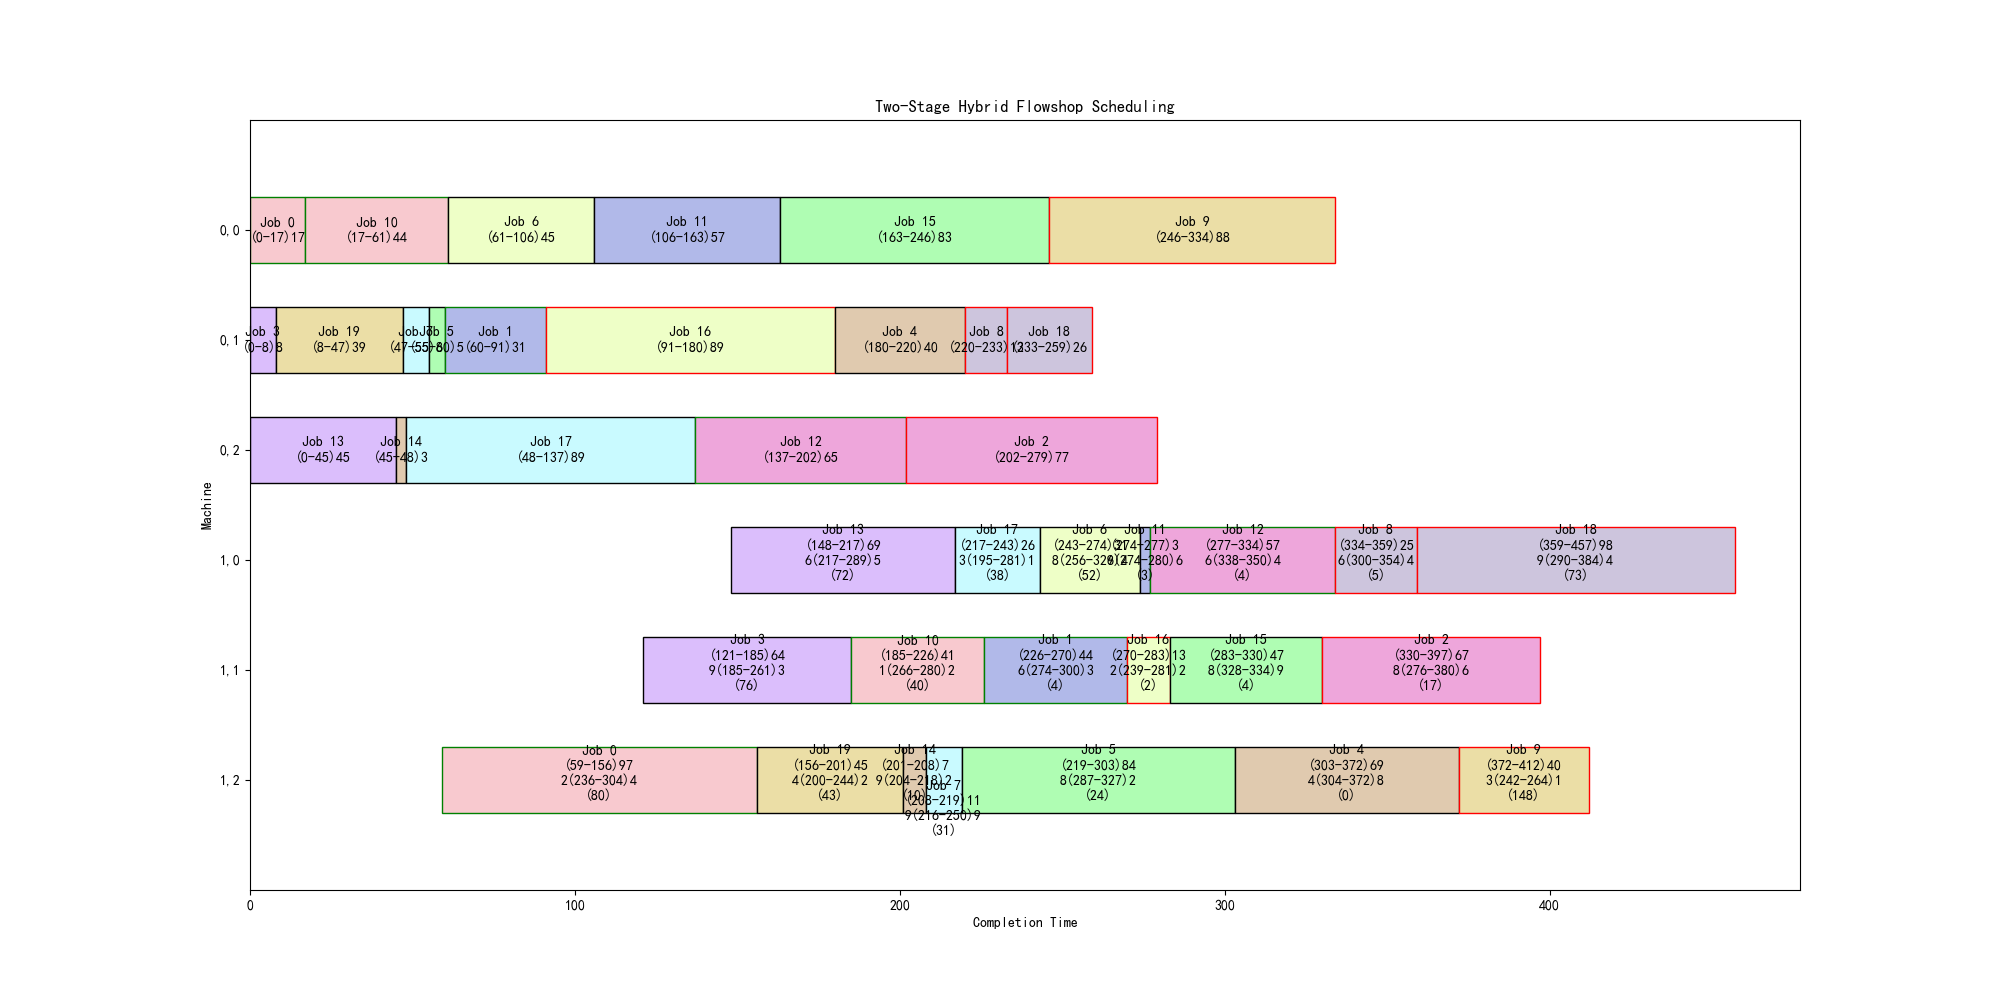 Two-Stage Hybrid Flowshop Scheduling
Machine
0,0
Job 0
(0-17)17
Job 10
(17-61)44
Job 6
(61-106)45
Job 11
(106-163)57
Job 15
(163-246)83
Job 9
(246-334)88
0,1
Job 3
(0-8)8
Job 19
(8-47)39
Job 5
(55-60)5
Job 1
(60-91)31
Job 16
(91-180)89
Job 4
(180-220)40
Job 8
(220-233)13
Job 18
(233-259)26
0,2
Job 13
(0-45)45
Job 14
(45-48)3
Job 17
(48-137)89
Job 12
(137-202)65
Job 2
(202-279)77
1,0
Job 13
(148-217)69
6(217-289)5
(72)
Job 17
(217-243)26
3(195-281)1
(38)
Job 6
(243-274)31
(52)
Job 11
(274-277)3
(274-280)6
(3)
Job 12
(277-334)57
6(338-350)4
(4)
Job 8
(334-359)25
6(300-354)4
(5)
Job 18
(359-457)98
9(290-384)4
(73)
1,1
Job 3
(121-185)64
9(185-261)3
(76)
Job 10
(185-226)41
1(266-280)2
(40)
Job 1
(226-270)44
6(274-300)3
(4)
Job 16
(270-283)13
2(239-281)2
(2)
Job 15
(283-330)47
8(328-334)9
(4)
Job 2
(330-397)67
8(276-380)6
(17)
1,2
Job 0
(59-156)97
2(236-304)4
(80)
Job 19
(156-201)45
4(200-244)2
(43)
Job 14
(201-208)7
9(204-218)2
(10)
Job 7
(208-219)11
9(216-250)9
(31)
Job 5
(219-303)84
8(287-327)2
(24)
Job 4
(303-372)69
4(304-372)8
(0)
Job 9
(372-412)40
3(242-264)1
(148)
0
100
200
300
400
Completion Time